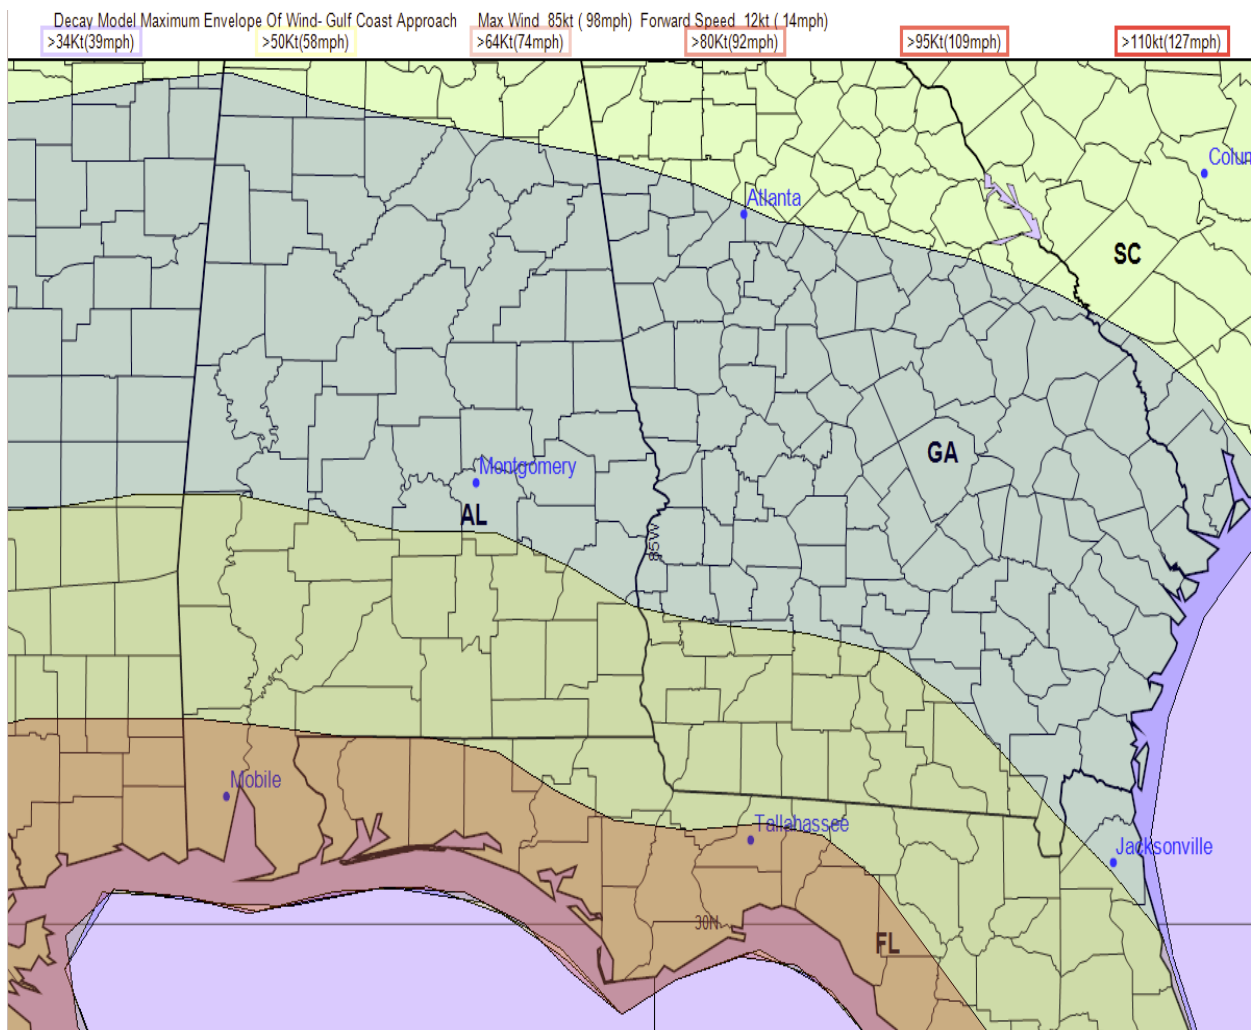 Decay Model Maximum Envelope Of Wind- Gulf Coast Approach Max Wind 85kt ( 98mph) Forward Speed 12kt ( 14mph)
>34Kt(39mph) >50Kt(58mph) >64Kt(74mph) >80Kt(92mph) >95Kt(109mph) >110kt(127mph)
Colun
Atlanta
SC
GA
Montgomery
AL
85W
Mobile
Tallahassee
Jacksonville
30N
FL